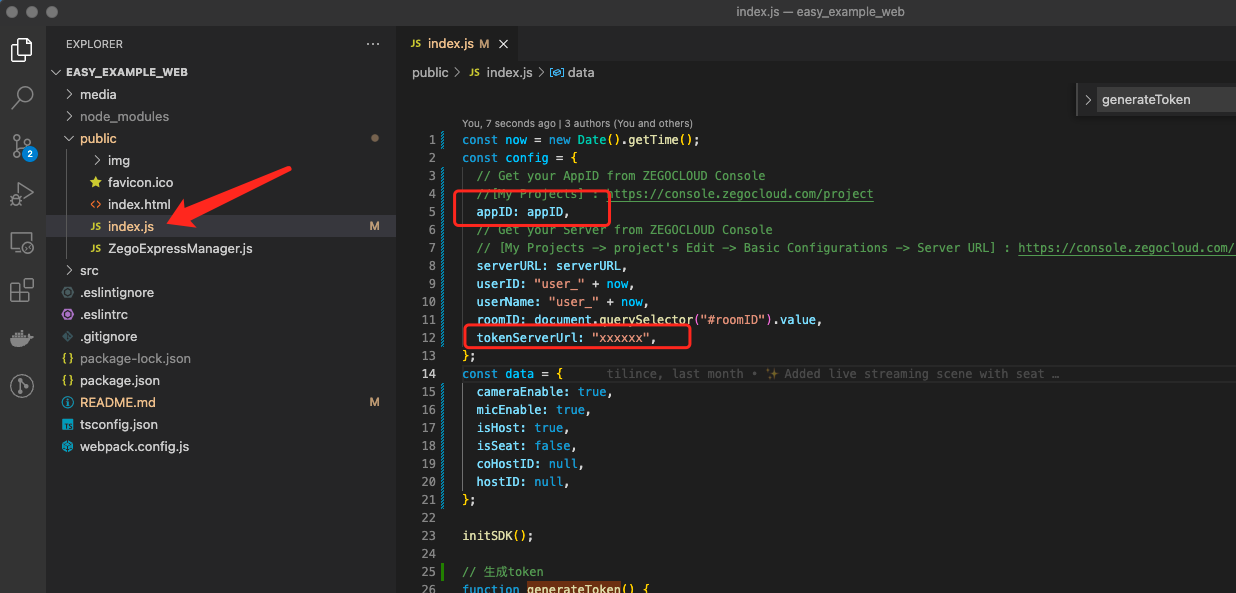 index.js — easy_example_web
EXPLORER
EASY_EXAMPLE_WEB
media
node_modules
public
img
favicon.ico
index.html
JS index.js M
JS ZegoExpressManager.js
src
.eslintignore
.eslintrc
.gitignore
package-lock.json
package.json
README.md M
tsconfig.json
webpack.config.js
2
JS index.js M
public > JS index.js > data
generateToken
You, 7 seconds ago | 3 authors (You and others)
1 const now = new Date().getTime();
2 const config = {
3 // Get your AppID from ZEGOCLOUD Console
4 //[My Projects] : https://console.zegocloud.com/project
5 appID: appID,
6 // Get your Server from ZEGOCLOUD Console
7 // [My Projects -> project's Edit -> Basic Configurations -> Server URL] : https://console.zegocloud.com/
8 serverURL: serverURL,
9 userID: "user_" + now,
10 userName: "user_" + now,
11 roomID: document.querySelector("#roomID").value,
12 tokenServerUrl: "xxxxxx",
13 };
14 const data = { tilince, last month • ✨ Added live streaming scene with seat …
15 cameraEnable: true,
16 micEnable: true,
17 isHost: true,
18 isSeat: false,
19 coHostID: null,
20 hostID: null,
21 };
22
23 initSDK();
24
25 // 生成token
26 function generateToken() {